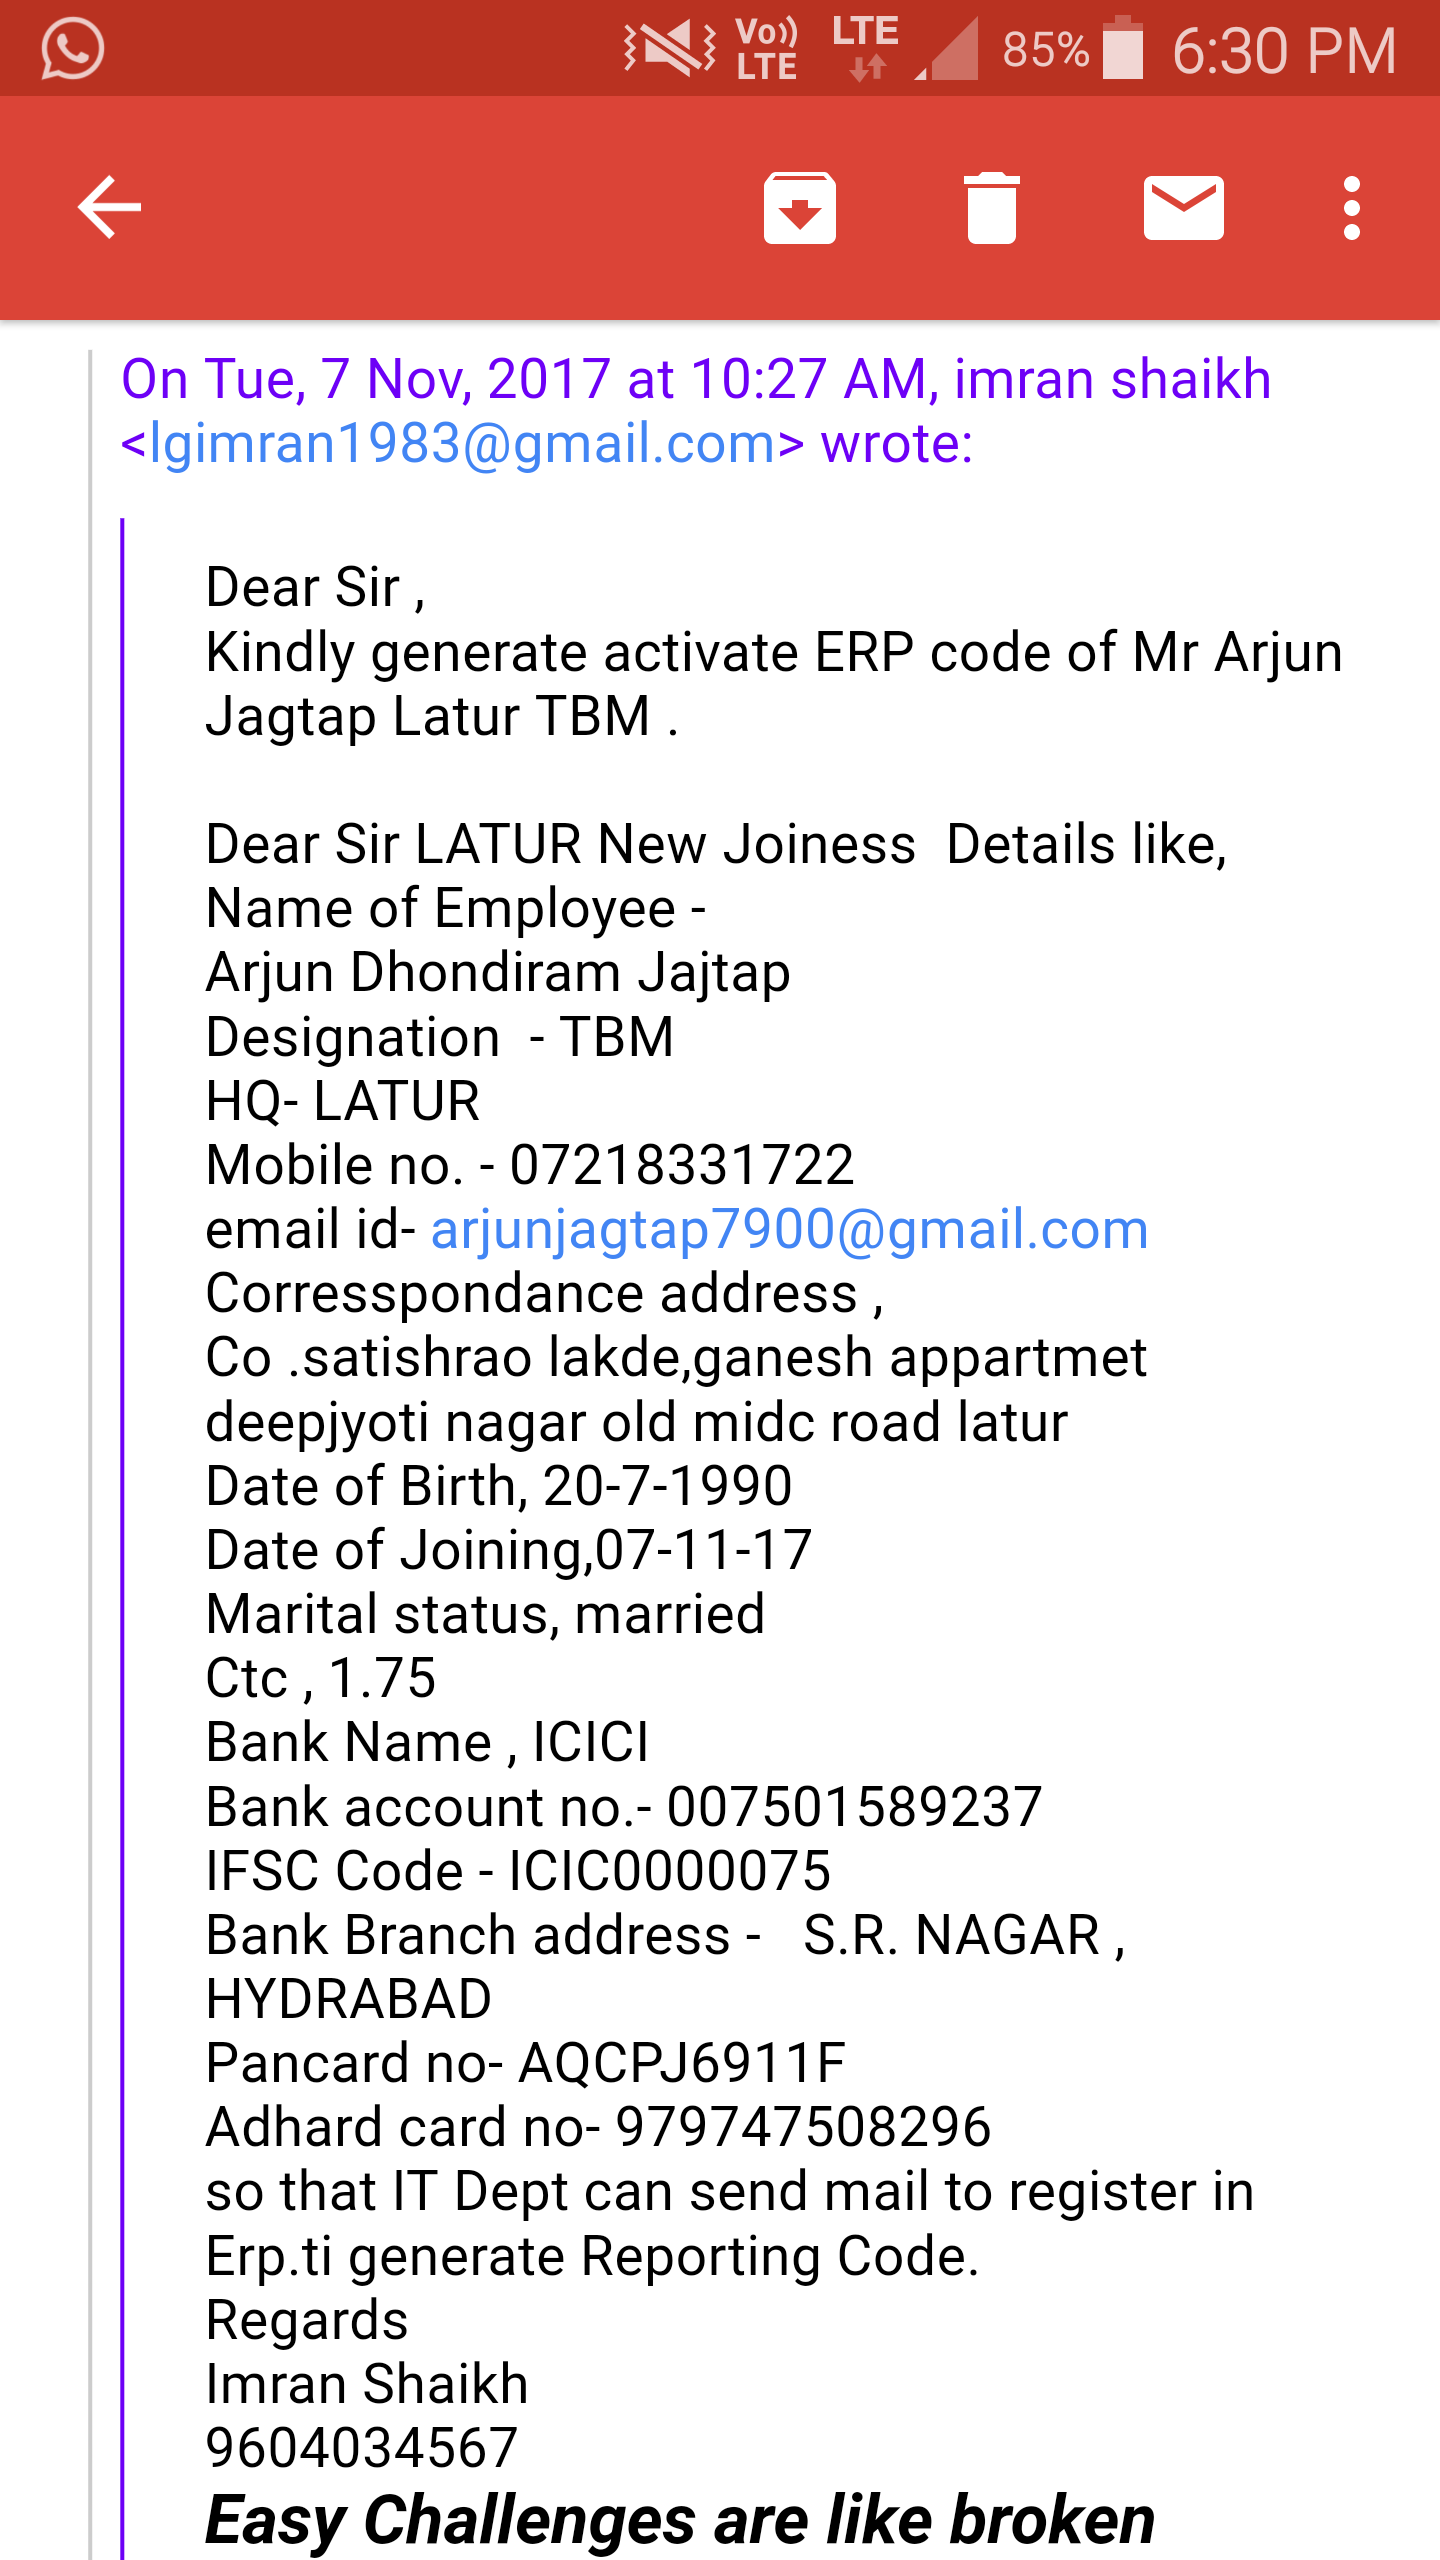 Vo)) LTE
LTE
85%
6:30 PM
On Tue, 7 Nov, 2017 at 10:27 AM, imran shaikh
<lgimran1983@gmail.com> wrote:
Dear Sir ,
Kindly generate activate ERP code of Mr Arjun
Jagtap Latur TBM .
Dear Sir LATUR New Joiness  Details like,
Name of Employee -
Arjun Dhondiram Jajtap
Designation  - TBM
HQ- LATUR
Mobile no. - 07218331722
email id- arjunjagtap7900@gmail.com
Corresspondance address ,
Co .satishrao lakde,ganesh appartmet
deepjyoti nagar old midc road latur
Date of Birth, 20-7-1990
Date of Joining,07-11-17
Marital status, married
Ctc , 1.75
Bank Name , ICICI
Bank account no.- 007501589237
IFSC Code - ICIC0000075
Bank Branch address -   S.R. NAGAR ,
HYDRABAD
Pancard no- AQCPJ6911F
Adhard card no- 979747508296
so that IT Dept can send mail to register in
Erp.ti generate Reporting Code.
Regards
Imran Shaikh
9604034567
Easy Challenges are like broken